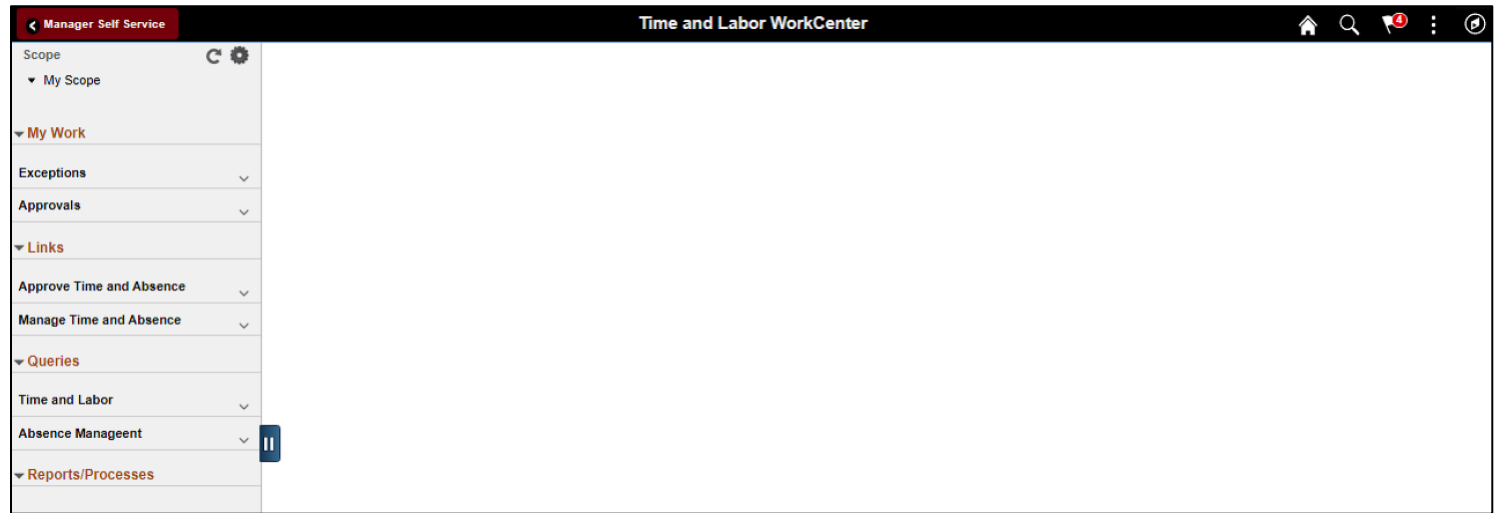 Manager Self Service
Time and Labor WorkCenter
4
Scope
My Scope
My Work
Exceptions
Approvals
Links
Approve Time and Absence
Manage Time and Absence
Queries
Time and Labor
Absence Manageent
Reports/Processes